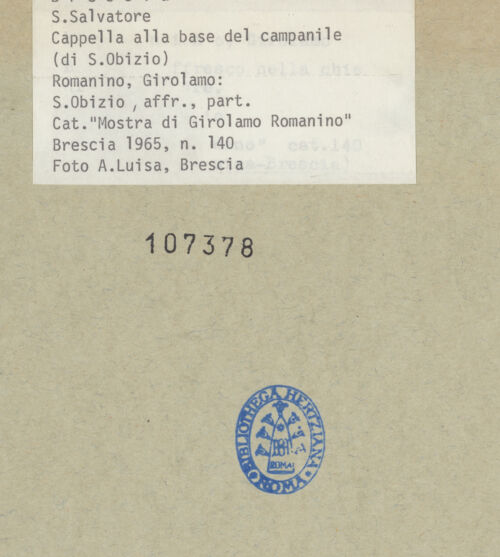 S.Salvatore
Cappella alla base del campanile
(di S.Obizio)
Romanino, Girolamo:
S.Obizio , affr., part.
Cat."Mostra di Girolamo Romanino"
Brescia 1965, n. 140
Foto A.Luisa, Brescia
107378
BIBLIOTHECA HERTZIANA
ROMA